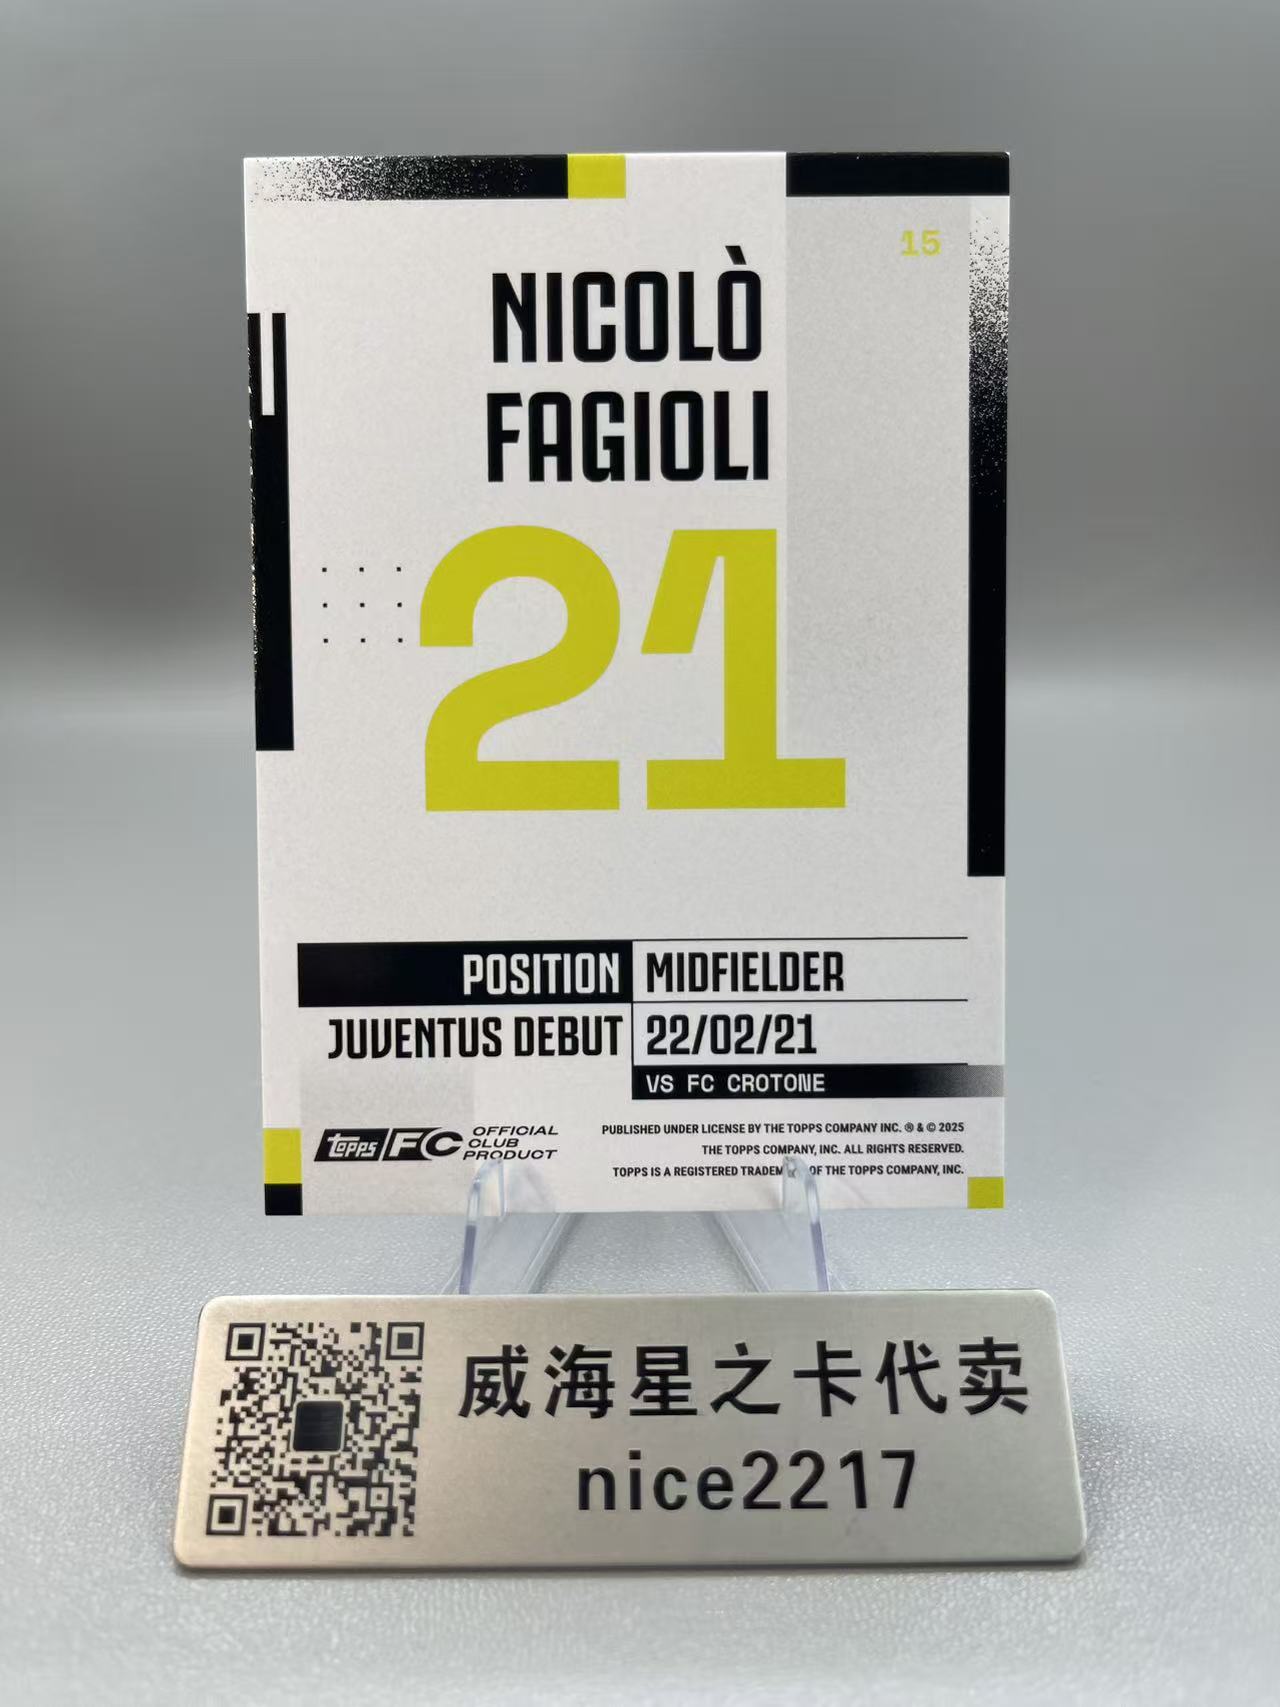 15
NICOLÒ
FAGIOLI
21
POSITION MIDFIELDER
JUVENTUS DEBUT 22/02/21
VS FC CROTONE
topps FC OFFICIAL
CLUB
PRODUCT
PUBLISHED UNDER LICENSE BY THE TOPPS COMPANY INC. ® & © 2025
THE TOPPS COMPANY, INC. ALL RIGHTS RESERVED.
TOPPS IS A REGISTERED TRADEMARK OF THE TOPPS COMPANY, INC.
威海星之卡代卖
nice2217